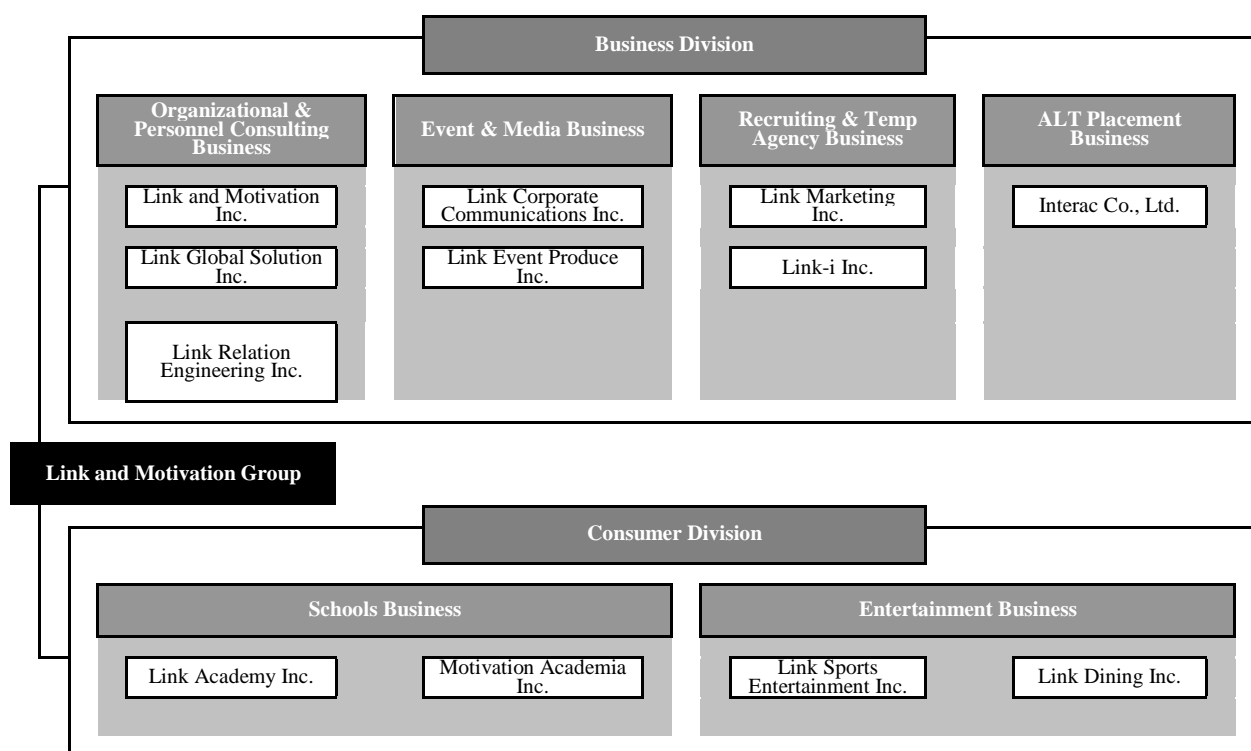 Business Division
Organizational &
Personnel Consulting
Business
Event & Media Business
Recruiting & Temp
Agency Business
ALT Placement
Business
Link and Motivation
Inc.
Link Corporate
Communications Inc.
Link Marketing
Inc.
Interac Co., Ltd.
Link Global Solution
Inc.
Link Event Produce
Inc.
Link-i Inc.
Link Relation
Engineering Inc.
Link and Motivation Group
Consumer Division
Schools Business
Entertainment Business
Link Academy Inc.
Motivation Academia
Inc.
Link Sports
Entertainment Inc.
Link Dining Inc.